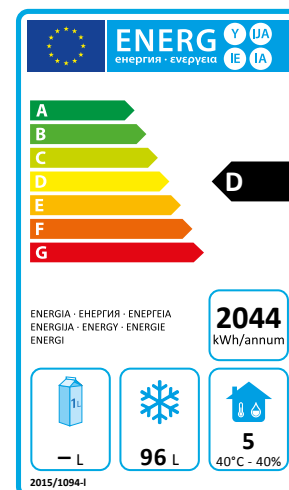 ENERG Y IJA
енергия · ενεργεια IE IA
A
B
C
D
D
E
F
G
ENERGIA · ЕНЕРГИЯ · ΕΝΕΡΓΕΙΑ
ENERGIJA · ENERGY · ENERGIE
ENERGI
2044
kWh/annum
1L
– L
96 L
5
40°C - 40%
2015/1094-I